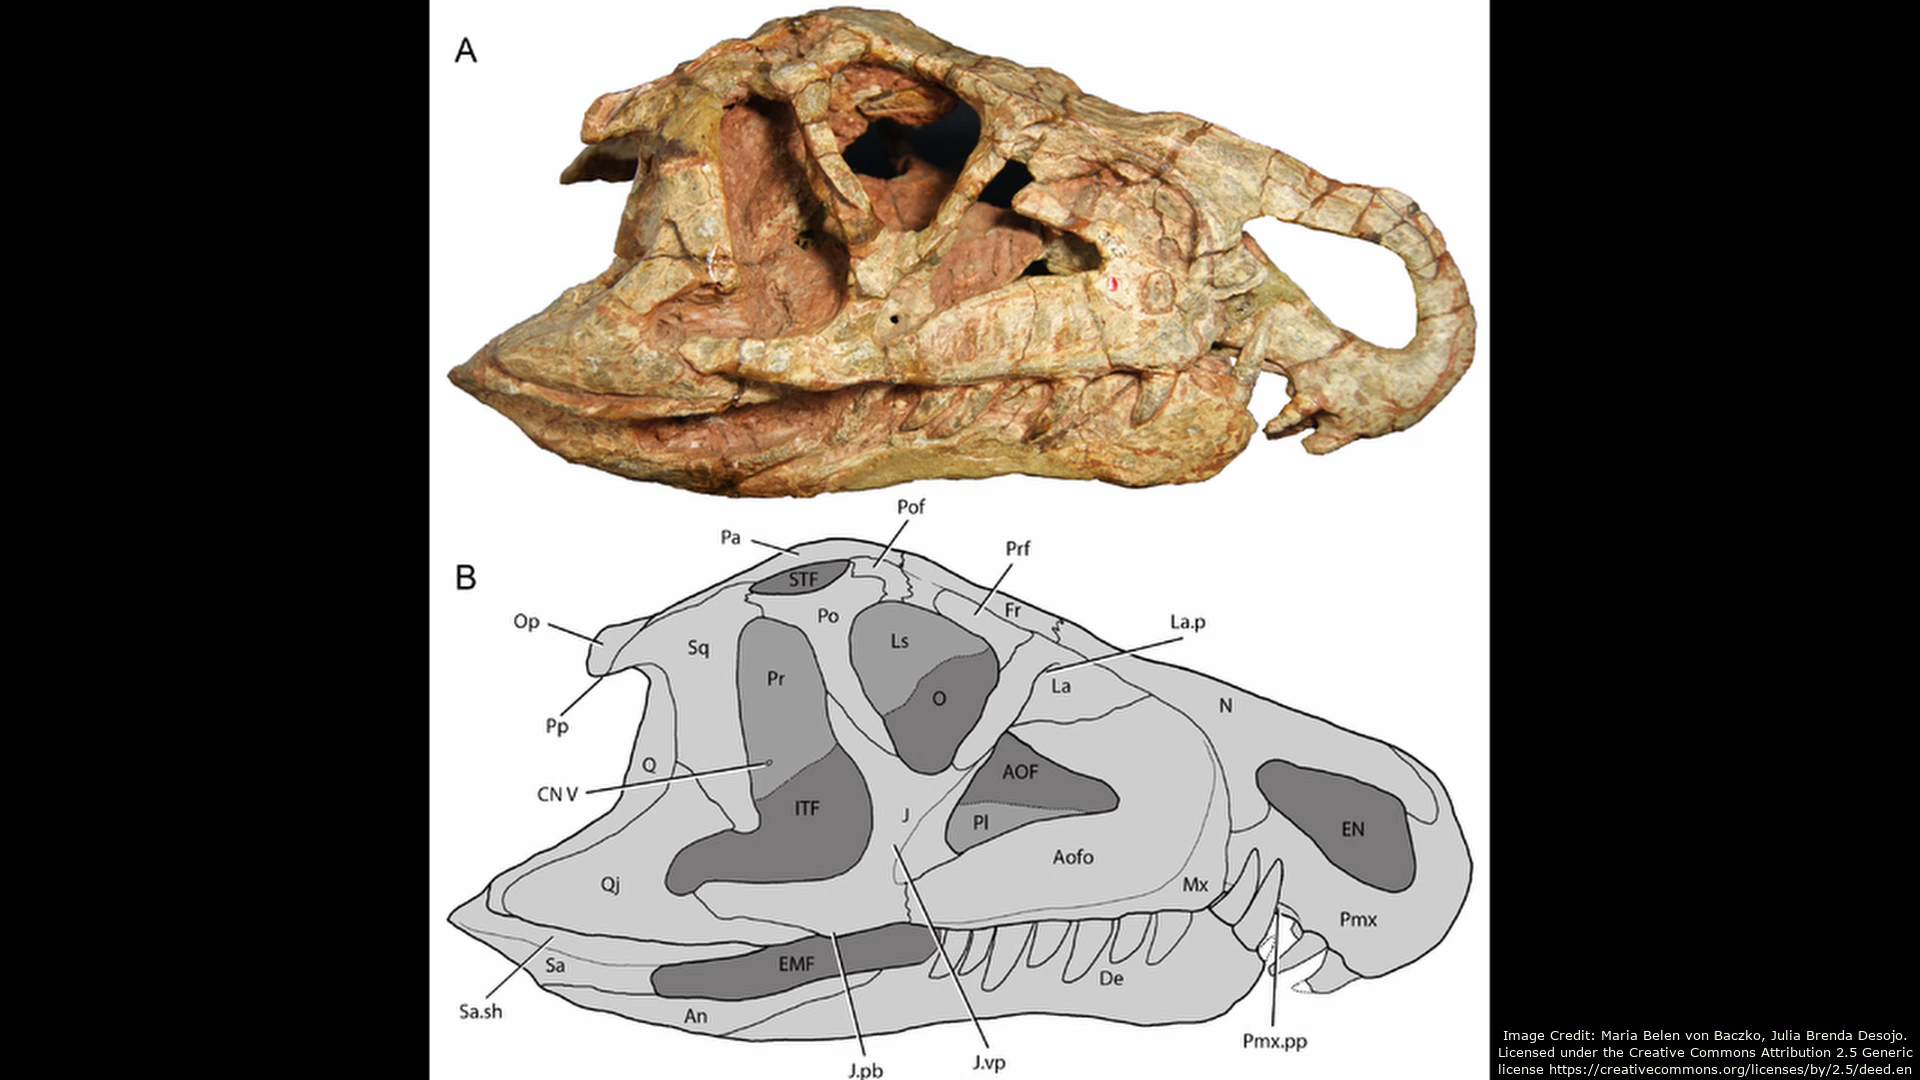 A
Pof
Pa
Prf
B
STF
Op
Po
Fr
La.p
Sq
Ls
Pr
La
O
N
Pp
Q
AOF
CN V
ITF
J
Pl
EN
Aofo
Qj
Mx
Pmx
Sa
EMF
De
Sa.sh
An
Pmx.pp
J.pb
J.vp
Image Credit: Maria Belen von Baczko, Julia Brenda Desojo.
Licensed under the Creative Commons Attribution 2.5 Generic
license https://creativecommons.org/licenses/by/2.5/deed.en